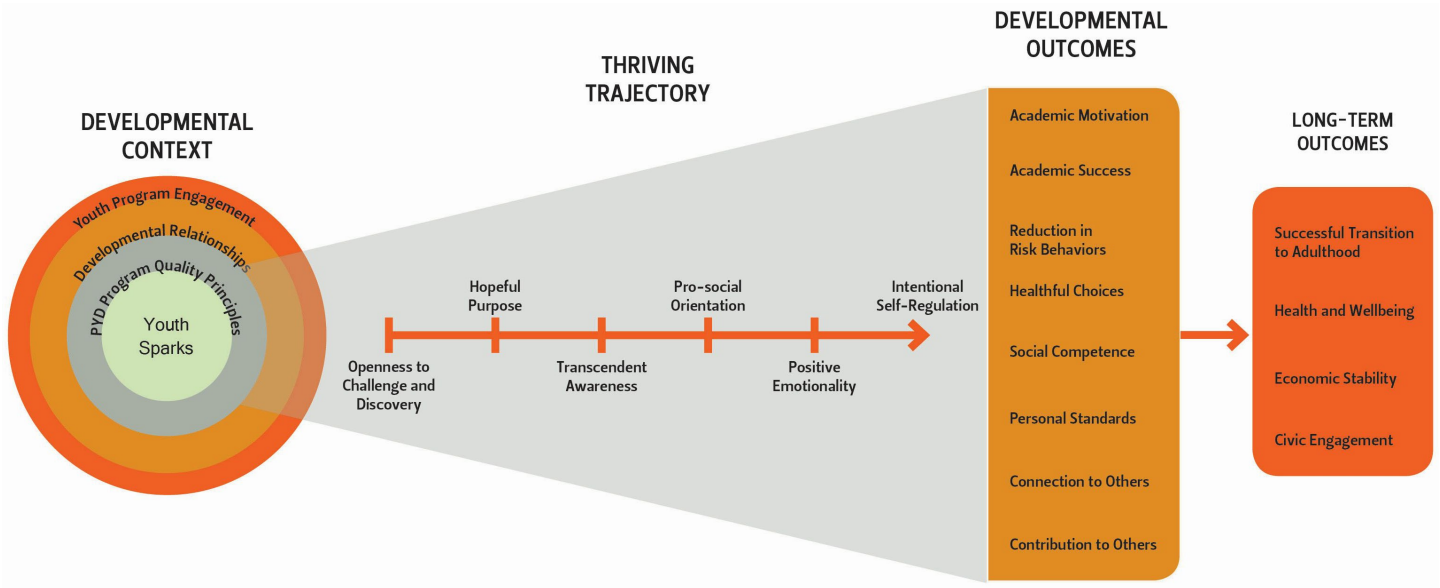 DEVELOPMENTAL
CONTEXT
Youth Program Engagement
Developmental Relationships
PYD Program Quality Principles
Youth
Sparks
THRIVING
TRAJECTORY
Openness to
Challenge and
Discovery
Hopeful
Purpose
Transcendent
Awareness
Pro-social
Orientation
Positive
Emotionality
Intentional
Self-Regulation
DEVELOPMENTAL
OUTCOMES
Academic Motivation
Academic Success
Reduction in
Risk Behaviors
Healthful Choices
Social Competence
Personal Standards
Connection to Others
Contribution to Others
LONG-TERM
OUTCOMES
Successful Transition
to Adulthood
Health and Wellbeing
Economic Stability
Civic Engagement